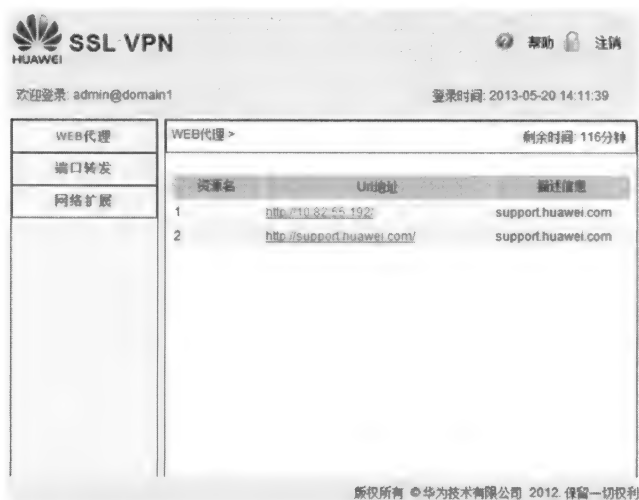 HUAWEI
SSL VPN
帮助 注销
欢迎登录: admin@domain1
登录时间: 2013-05-20 14:11:39
WEB代理
端口转发
网络扩展
WEB代理 >
剩余时间: 116分钟
资源名 Url地址 描述信息
1 http://10.82.55.192/ support.huawei.com
2 http://support.huawei.com/ support.huawei.com
版权所有 ©华为技术有限公司 2012. 保留一切权利